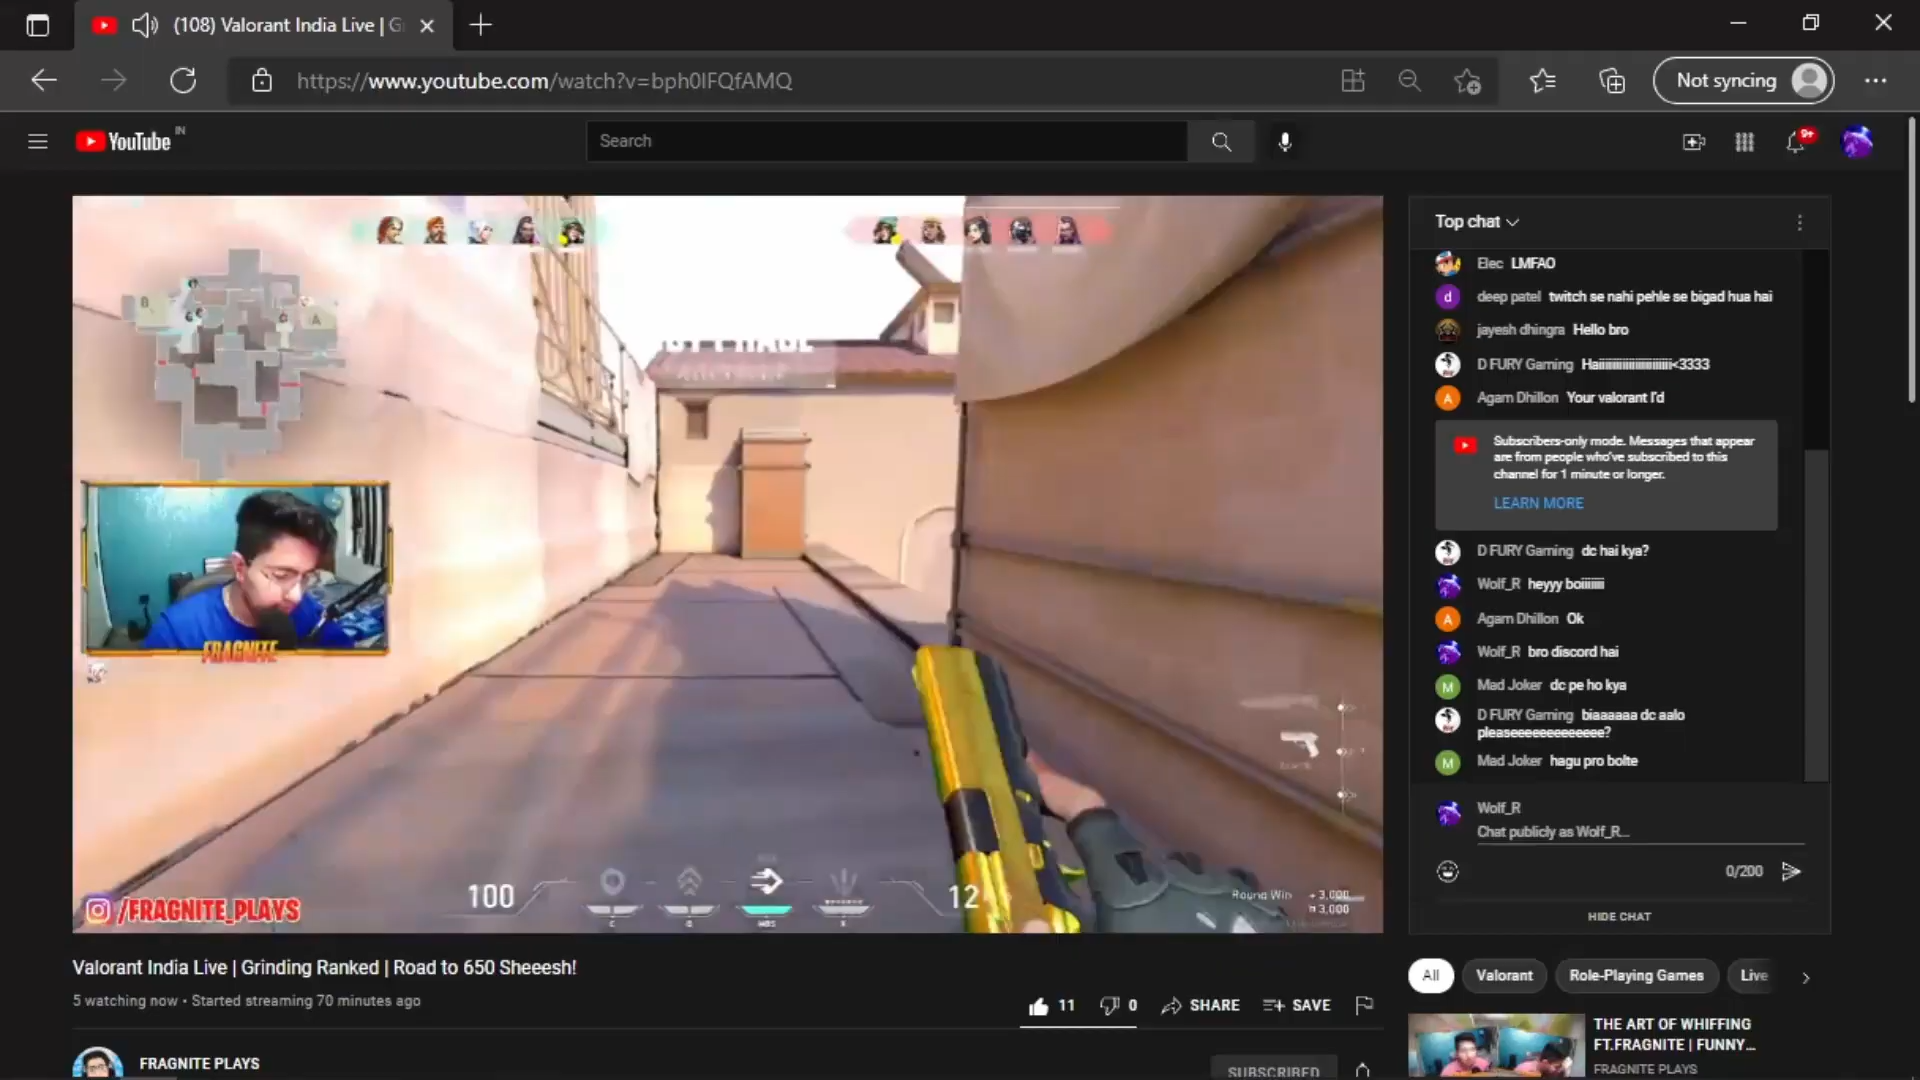 (108) Valorant India Live | G
https://www.youtube.com/watch?v=bph0IFQfAMQ
Not syncing
YouTube
IN
Search
9+
B
A
FRAGNITE
/FRAGNITE_PLAYS
100
C
Q
X
12
Round Win + 3,000
3,000
Top chat
Elec LMFAO
deep patel twitch se nahi pehle se bigad hua hai
jayesh dhingra Hello bro
D FURY Gaming Haiiiiiiiiiiiiiiiiiiiiiii<3333
Agam Dhillon Your valorant I'd
Subscribers-only mode. Messages that appear
are from people who've subscribed to this
channel for 1 minute or longer.
LEARN MORE
D FURY Gaming dc hai kya?
Wolf_R heyyy boiiiiiii
Agam Dhillon Ok
Wolf_R bro discord hai
Mad Joker dc pe ho kya
D FURY Gaming biaaaaaa dc aalo
pleaseeeeeeeeeeeee?
Mad Joker hagu pro bolte
Wolf_R
Chat publicly as Wolf_R...
0/200
HIDE CHAT
Valorant India Live | Grinding Ranked | Road to 650 Sheeesh!
5 watching now • Started streaming 70 minutes ago
11
0
SHARE
SAVE
FRAGNITE PLAYS
SUBSCRIBED
All
Valorant
Role-Playing Games
Live
THE ART OF WHIFFING
FT.FRAGNITE | FUNNY...
FRAGNITE PLAYS